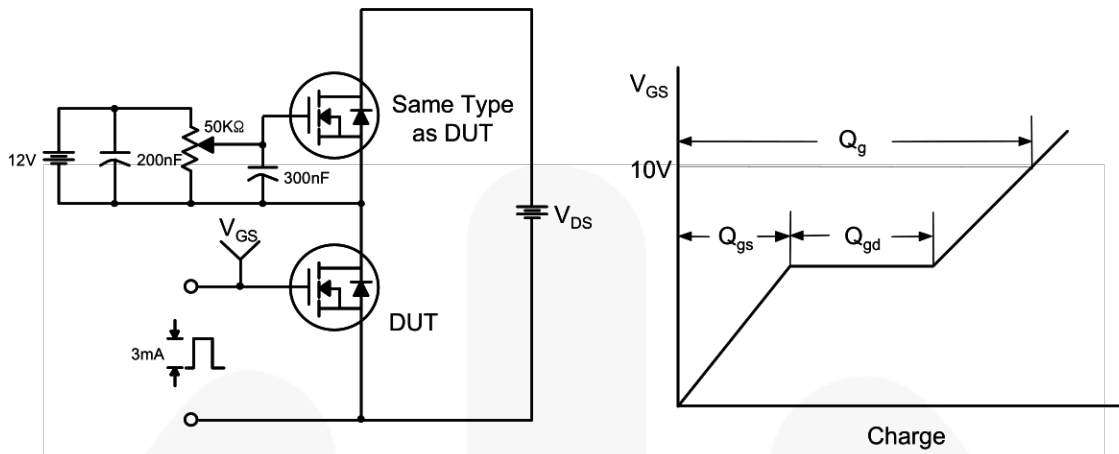 12V
200nF
50KΩ
300nF
Same Type
as DUT
V_DS
V_GS
DUT
3mA
V_GS
10V
Q_g
Q_gs
Q_gd
Charge